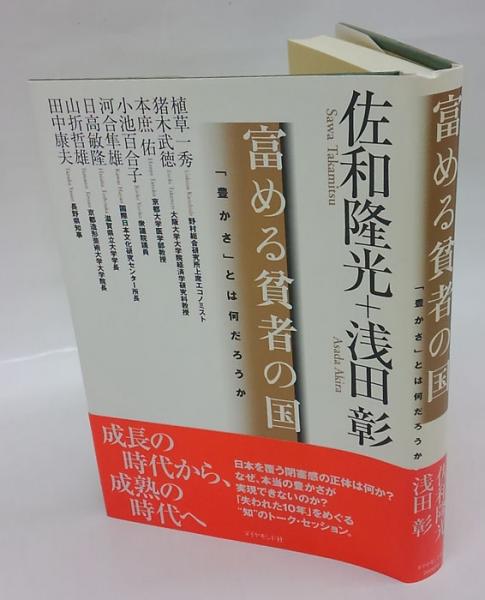 佐和隆光+浅田彰
Sawa Takamitsu
Asada Akira
富める貧者の国
「豊かさ」とは何だろうか
植草一秀
野村総合研究所上席エコノミスト
猪木武徳
大阪大学大学院経済学研究科教授
本庶 佑
京都大学医学部教授
小池百合子
衆議院議員
河合隼雄
国際日本文化研究センター所長
日高敏隆
滋賀県立大学学長
山折哲雄
京都造形芸術大学大学院長
田中康夫
長野県知事
成長の
時代から、
成熟の
時代へ
日本を覆う閉塞感の正体は何か?
なぜ、本当の豊かさが
実現できないのか?
「失われた10年」をめぐる
“知”のトーク・セッション。
ダイヤモンド社
富める貧者の国
「豊かさ」とは何だろうか
佐和隆光
浅田 彰